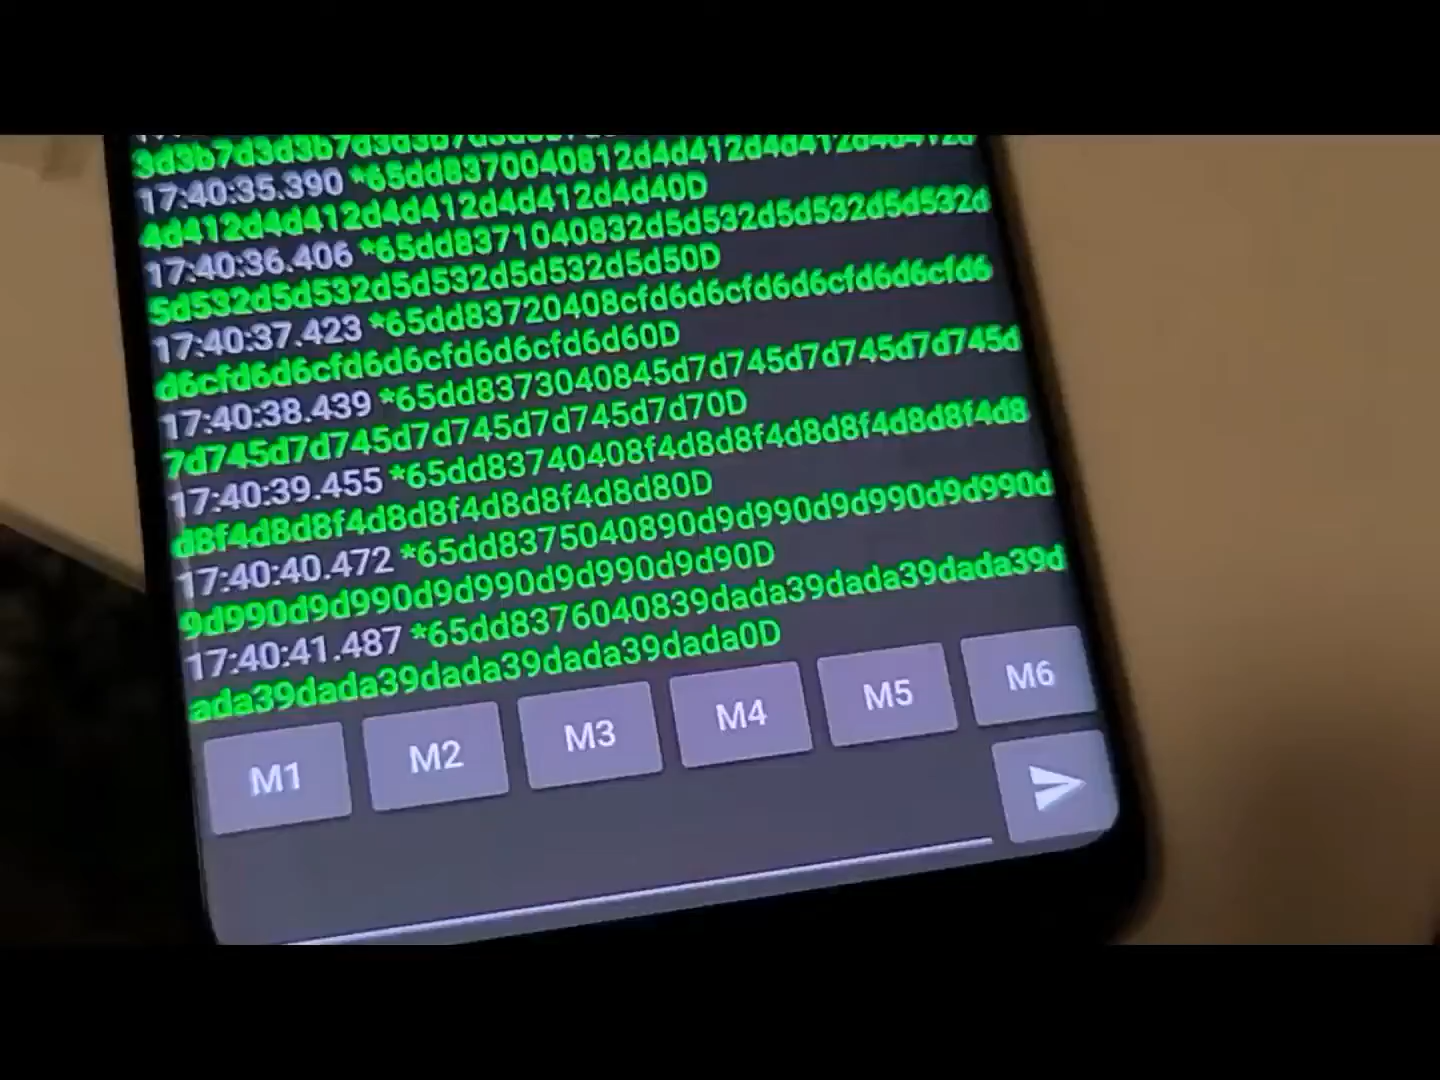 3d3b7d3d3b7d3d3b7d3d3b7d3
17:40:35.390 *65dd8370040812d4d412d4d412d4d412d
4d412d4d412d4d412d4d412d4d40D
17:40:36.406 *65dd8371040832d5d532d5d532d5d532d
5d532d5d532d5d532d5d532d5d50D
17:40:37.423 *65dd83720408cfd6d6cfd6d6cfd6d6cfd6
d6cfd6d6cfd6d6cfd6d6cfd6d60D
17:40:38.439 *65dd8373040845d7d745d7d745d7d745d
7d745d7d745d7d745d7d745d7d70D
17:40:39.455 *65dd83740408f4d8d8f4d8d8f4d8d8f4d8
d8f4d8d8f4d8d8f4d8d8f4d8d80D
17:40:40.472 *65dd8375040890d9d990d9d990d9d990d
9d990d9d990d9d990d9d990d9d90D
17:40:41.487 *65dd8376040839dada39dada39dada39d
ada39dada39dada39dada39dada0D
M1 M2 M3 M4 M5 M6